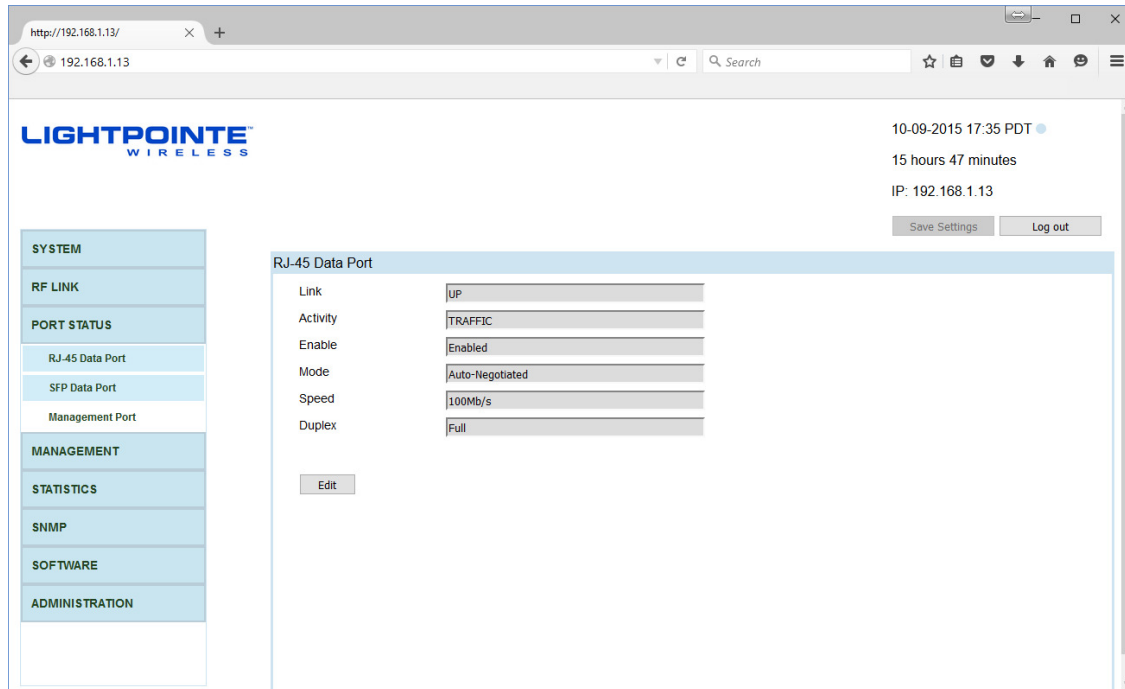 http://192.168.1.13/
192.168.1.13
Search
LIGHTPOINTE™
WIRELESS
10-09-2015 17:35 PDT
15 hours 47 minutes
IP: 192.168.1.13
Save Settings
Log out
SYSTEM
RF LINK
PORT STATUS
RJ-45 Data Port
SFP Data Port
Management Port
MANAGEMENT
STATISTICS
SNMP
SOFTWARE
ADMINISTRATION
RJ-45 Data Port
Link UP
Activity TRAFFIC
Enable Enabled
Mode Auto-Negotiated
Speed 100Mb/s
Duplex Full
Edit